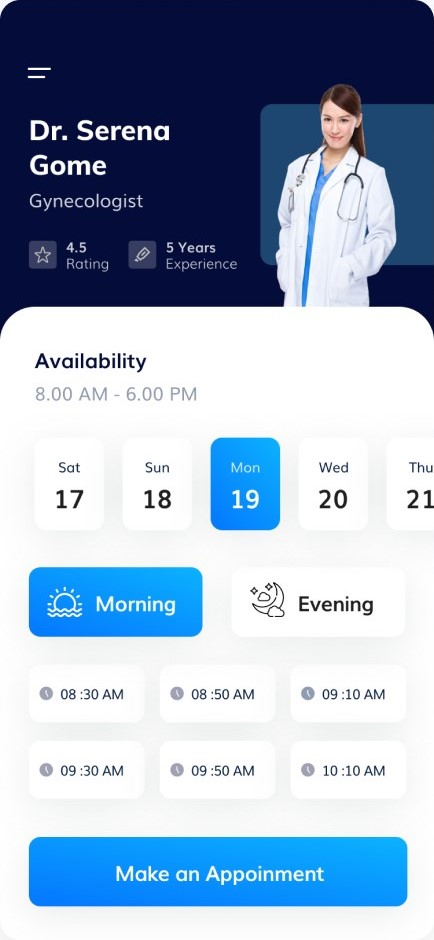 Dr. Serena
Gome
Gynecologist
4.5
Rating
5 Years
Experience
Availability
8.00 AM - 6.00 PM
Sat
17
Sun
18
Mon
19
Wed
20
Thu
21
Morning
Evening
08 :30 AM
08 :50 AM
09 :10 AM
09 :30 AM
09 :50 AM
10 :10 AM
Make an Appoinment